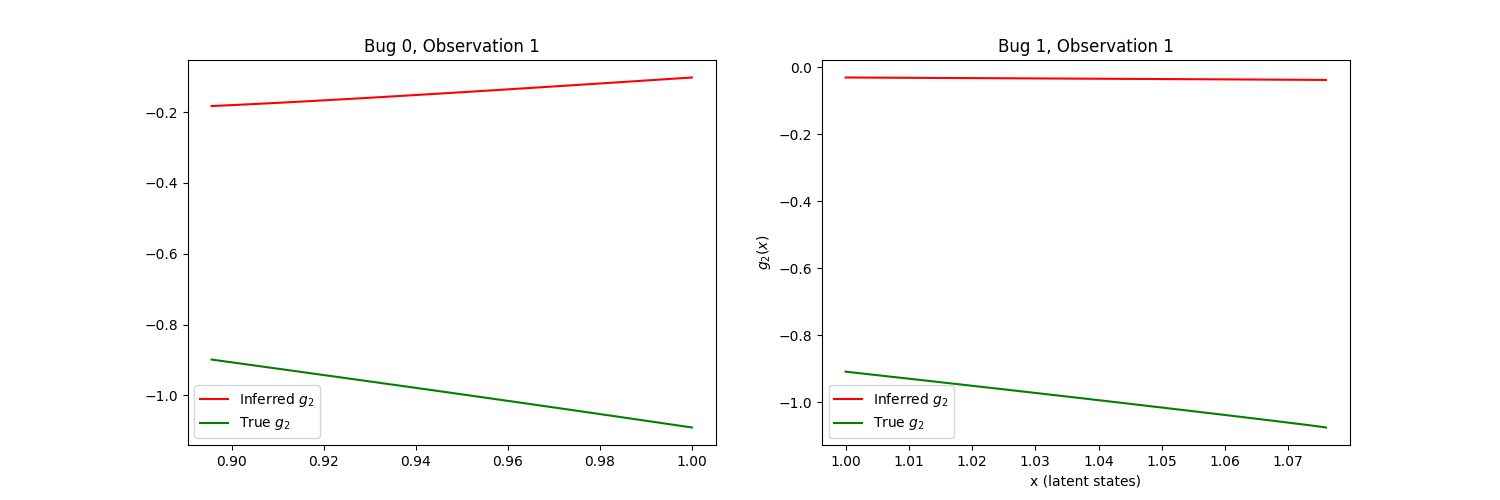 Bug 0, Observation 1
−0.2
−0.4
−0.6
−0.8
−1.0
Inferred g₂
True g₂
0.90 0.92 0.94 0.96 0.98 1.00
Bug 1, Observation 1
g₂(x)
0.0
−0.2
−0.4
−0.6
−0.8
−1.0
Inferred g₂
True g₂
1.00 1.01 1.02 1.03 1.04 1.05 1.06 1.07
x (latent states)